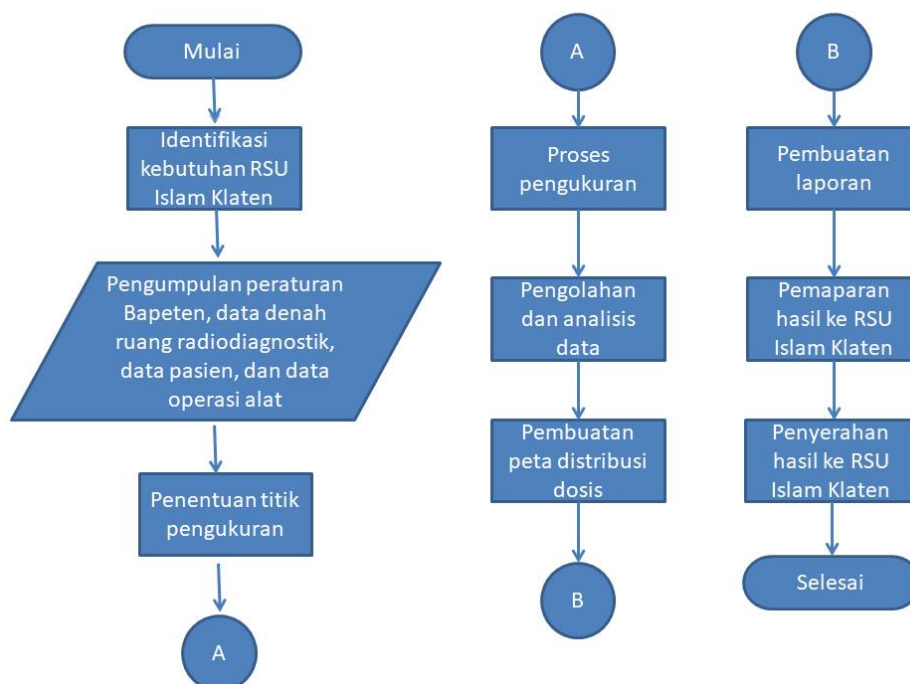 Mulai
Identifikasi
kebutuhan RSU
Islam Klaten
Pengumpulan peraturan
Bapeten, data denah
ruang radiodiagnostik,
data pasien, dan data
operasi alat
Penentuan titik
pengukuran
A
A
Proses
pengukuran
Pengolahan
dan analisis
data
Pembuatan
peta distribusi
dosis
B
B
Pembuatan
laporan
Pemaparan
hasil ke RSU
Islam Klaten
Penyerahan
hasil ke RSU
Islam Klaten
Selesai